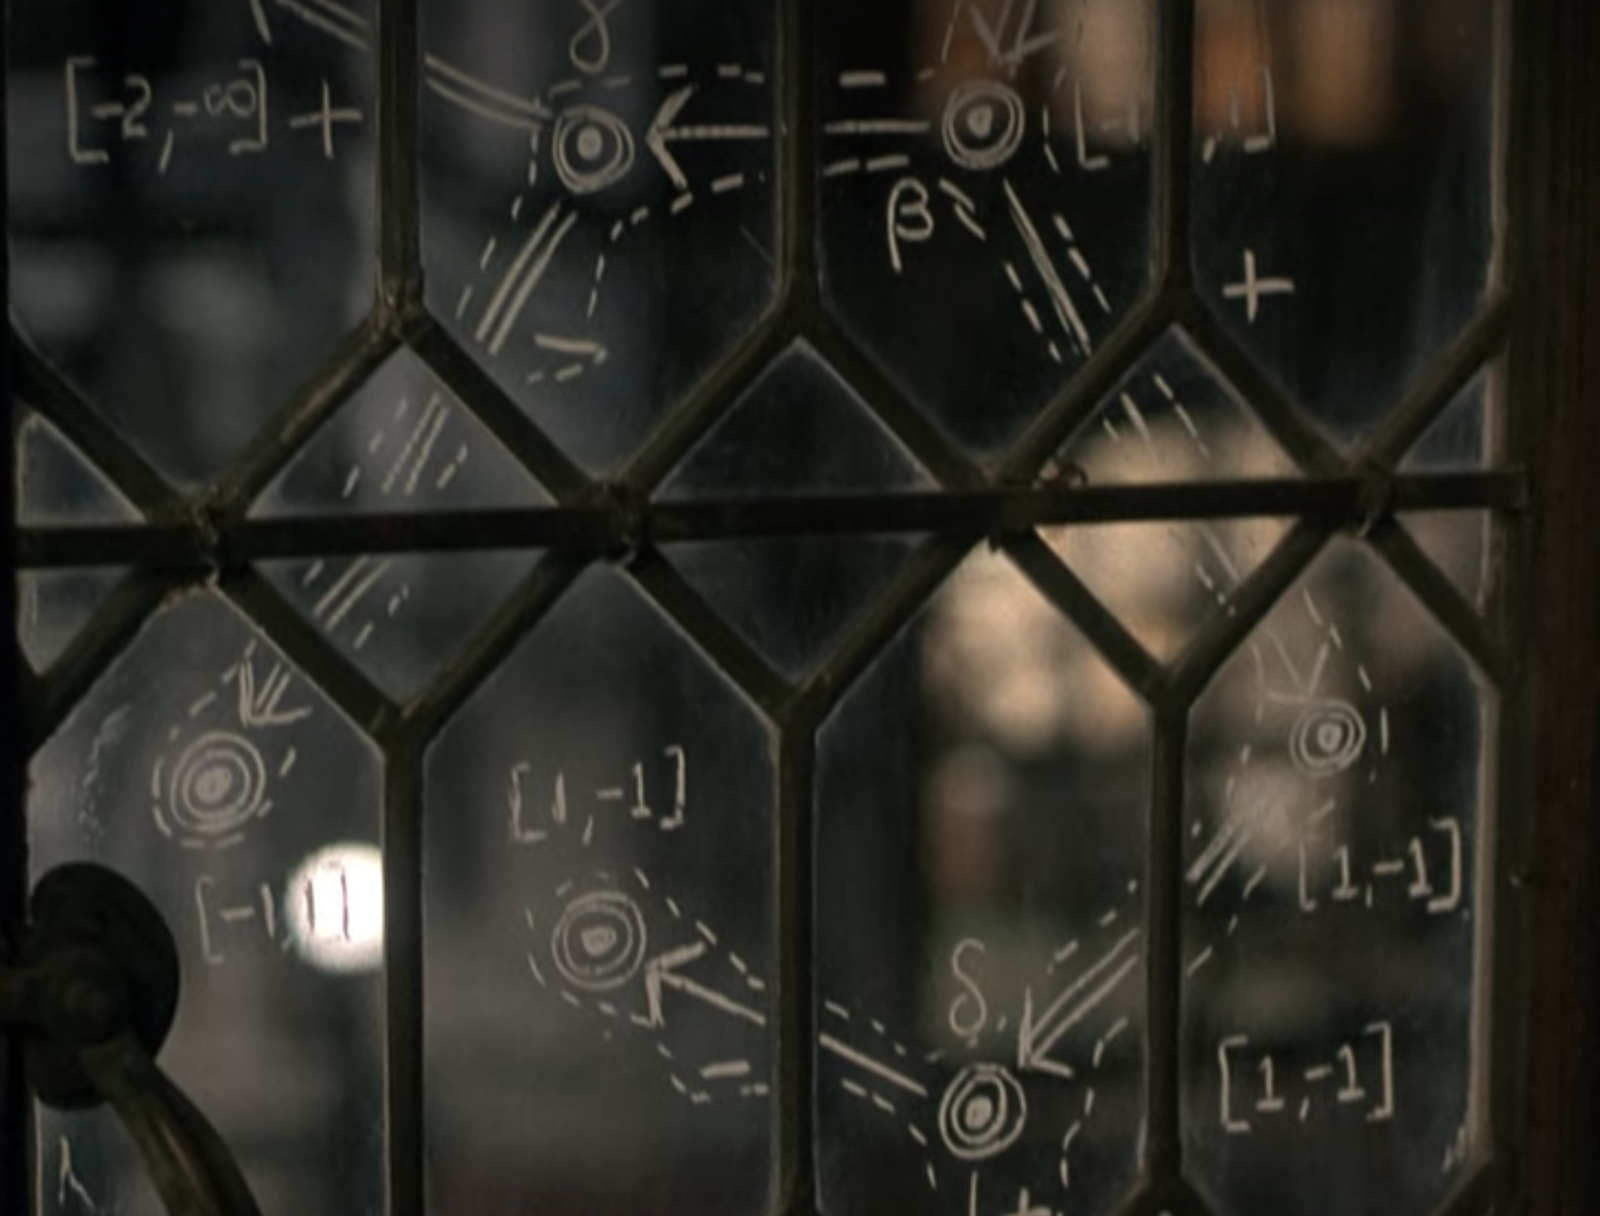 γ
[-2,-∞] +
β
+
[1,-1]
[-1,1]
[1,-1]
δ
[1,-1]